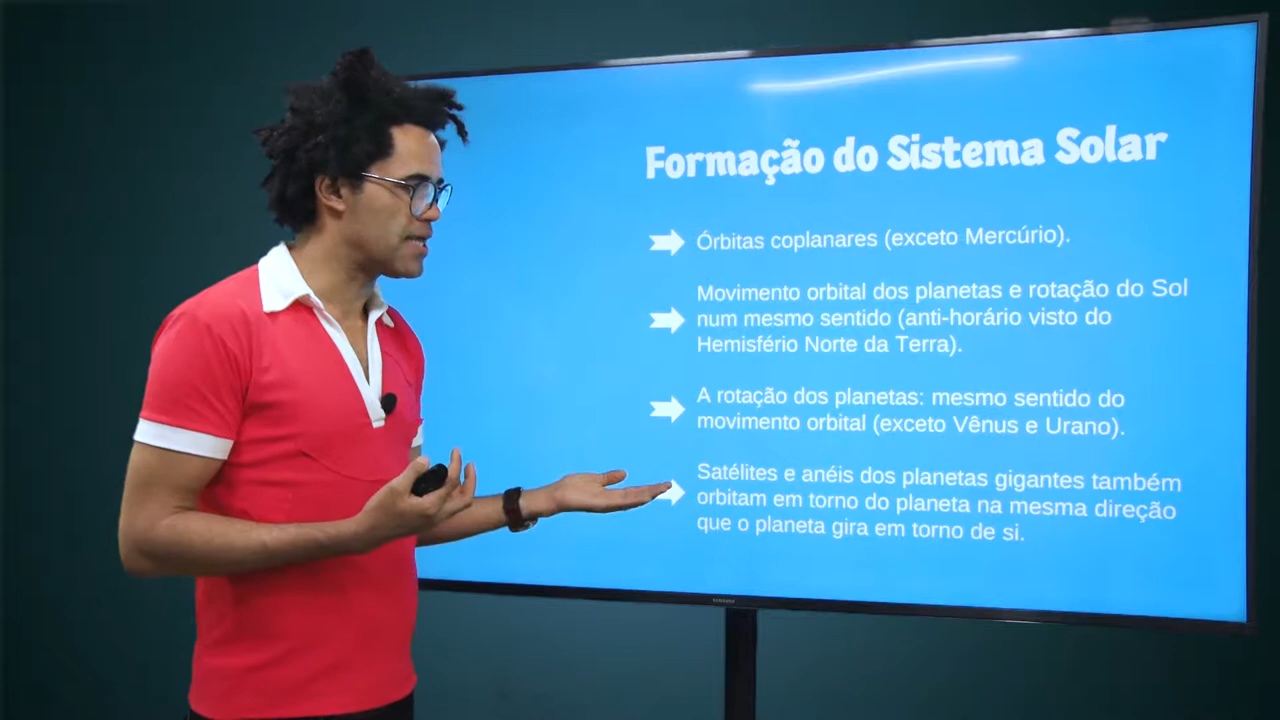 Formação do Sistema Solar
Órbitas coplanares (exceto Mercúrio).
Movimento orbital dos planetas e rotação do Sol
num mesmo sentido (anti-horário visto do
Hemisfério Norte da Terra).
A rotação dos planetas: mesmo sentido do
movimento orbital (exceto Vênus e Urano).
Satélites e anéis dos planetas gigantes também
orbitam em torno do planeta na mesma direção
que o planeta gira em torno de si.
SAMSUNG